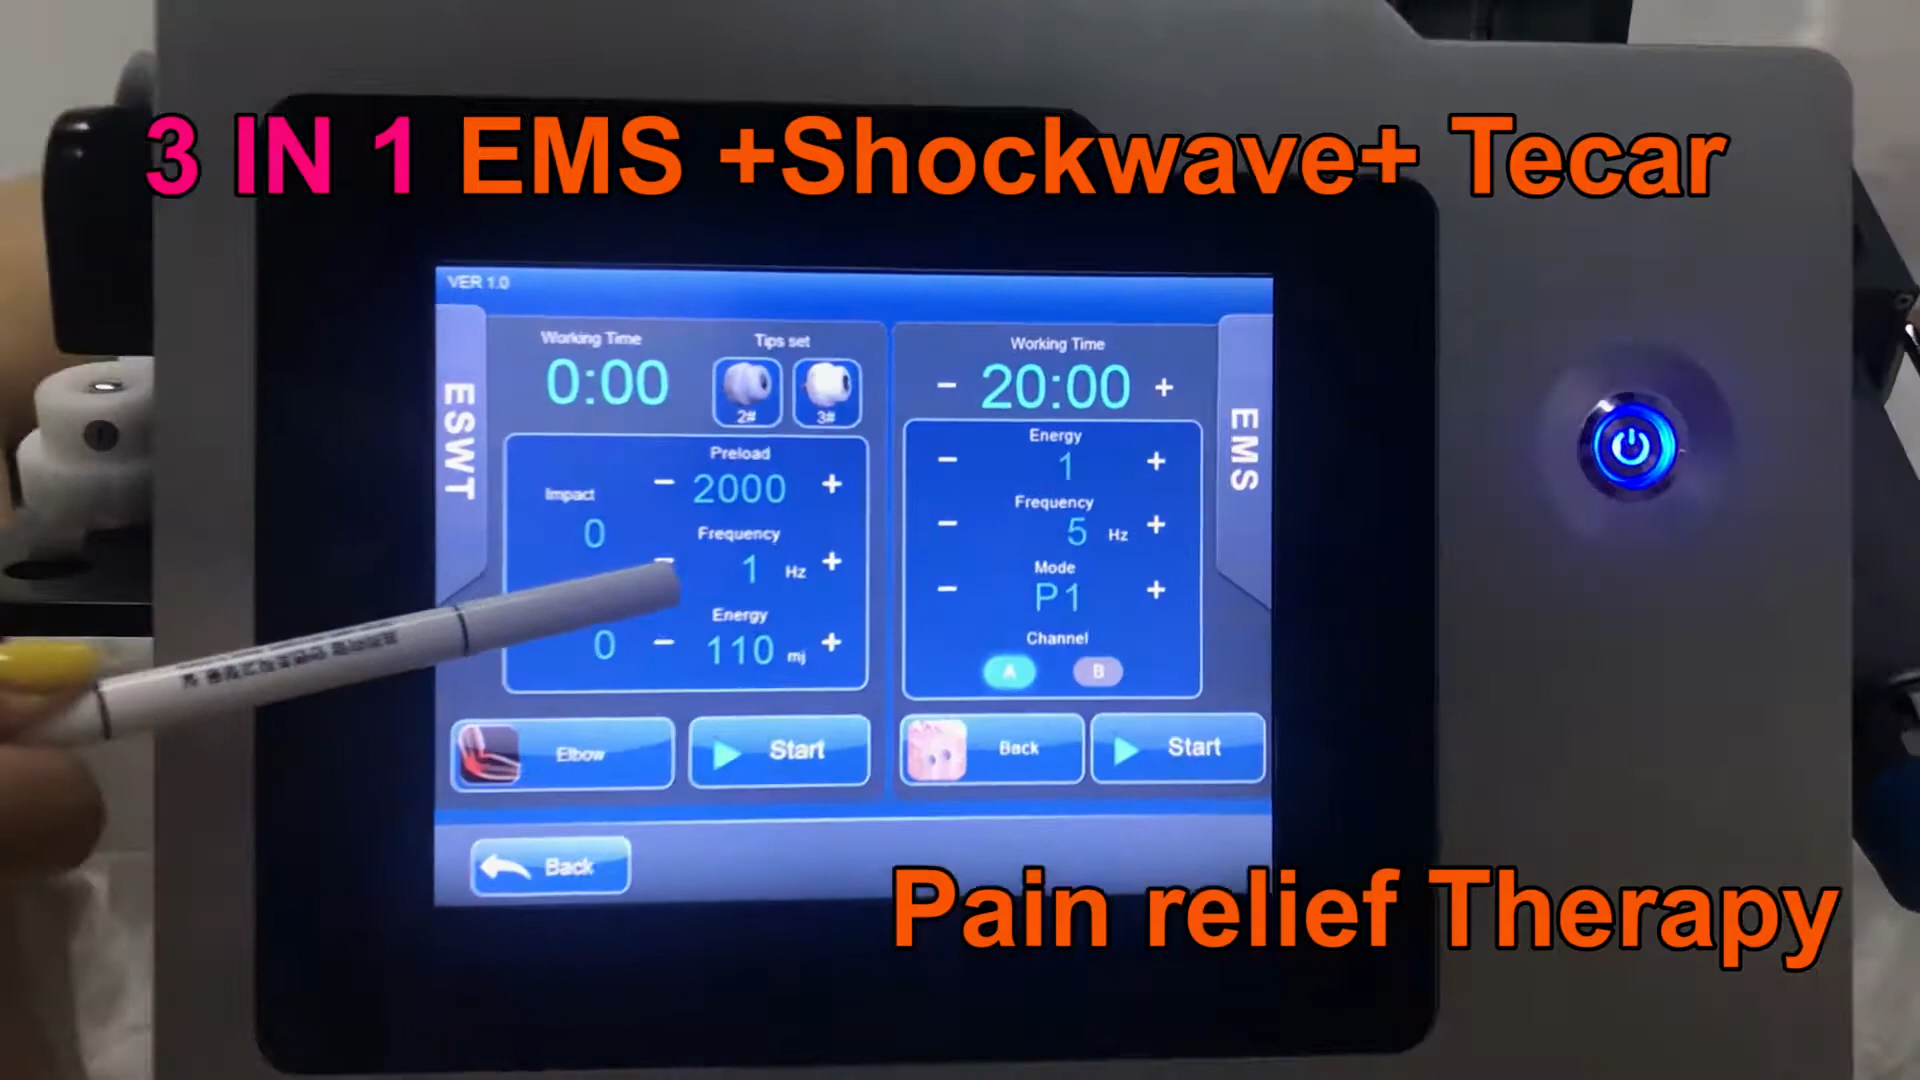 3 IN 1 EMS +Shockwave+ Tecar
VER 1.0
ESWT
Working Time
0:00
Tips set
2#
3#
Impact
0
0
Preload
- 2000 +
Frequency
- 1 Hz +
Energy
- 110 mj +
Elbow
Start
Working Time
- 20:00 +
Energy
- 1 +
Frequency
- 5 Hz +
Mode
- P1 +
Channel
A B
Back
Start
EMS
Back
Pain relief Therapy